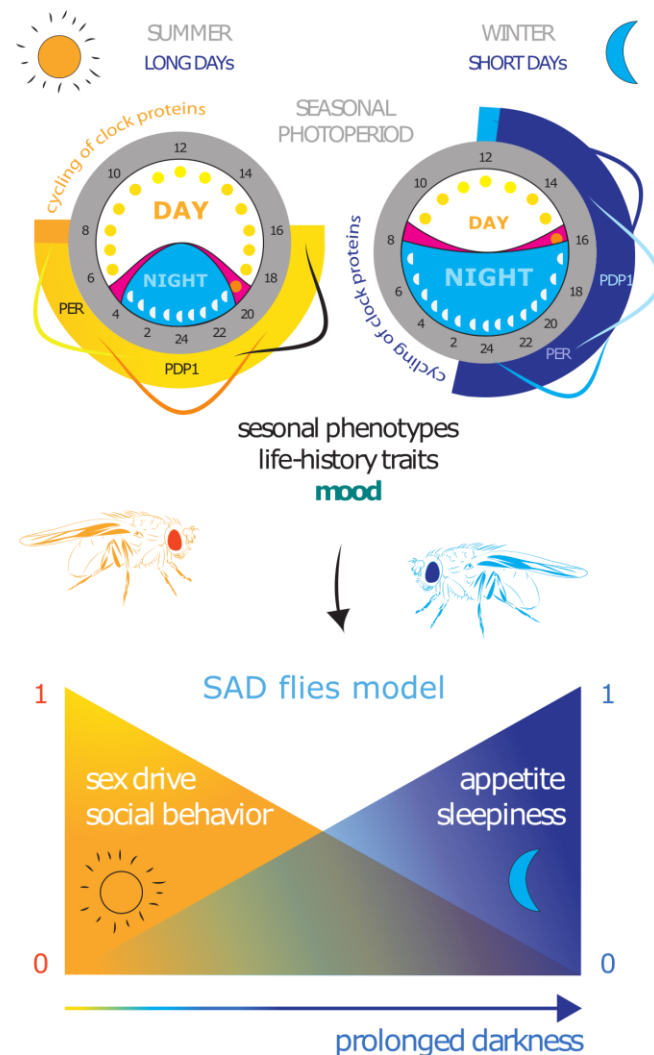 SUMMER
LONG DAYs
WINTER
SHORT DAYs
SEASONAL
PHOTOPERIOD
cycling of clock proteins
12
14
16
18
20
22
24
2
4
6
8
10
DAY
NIGHT
PER
PDP1
cycling of clock proteins
12
14
16
18
20
22
24
2
4
6
8
10
DAY
NIGHT
PDP1
PER
sesonal phenotypes
life-history traits
mood
SAD flies model
1
1
sex drive
social behavior
appetite
sleepiness
0
0
prolonged darkness